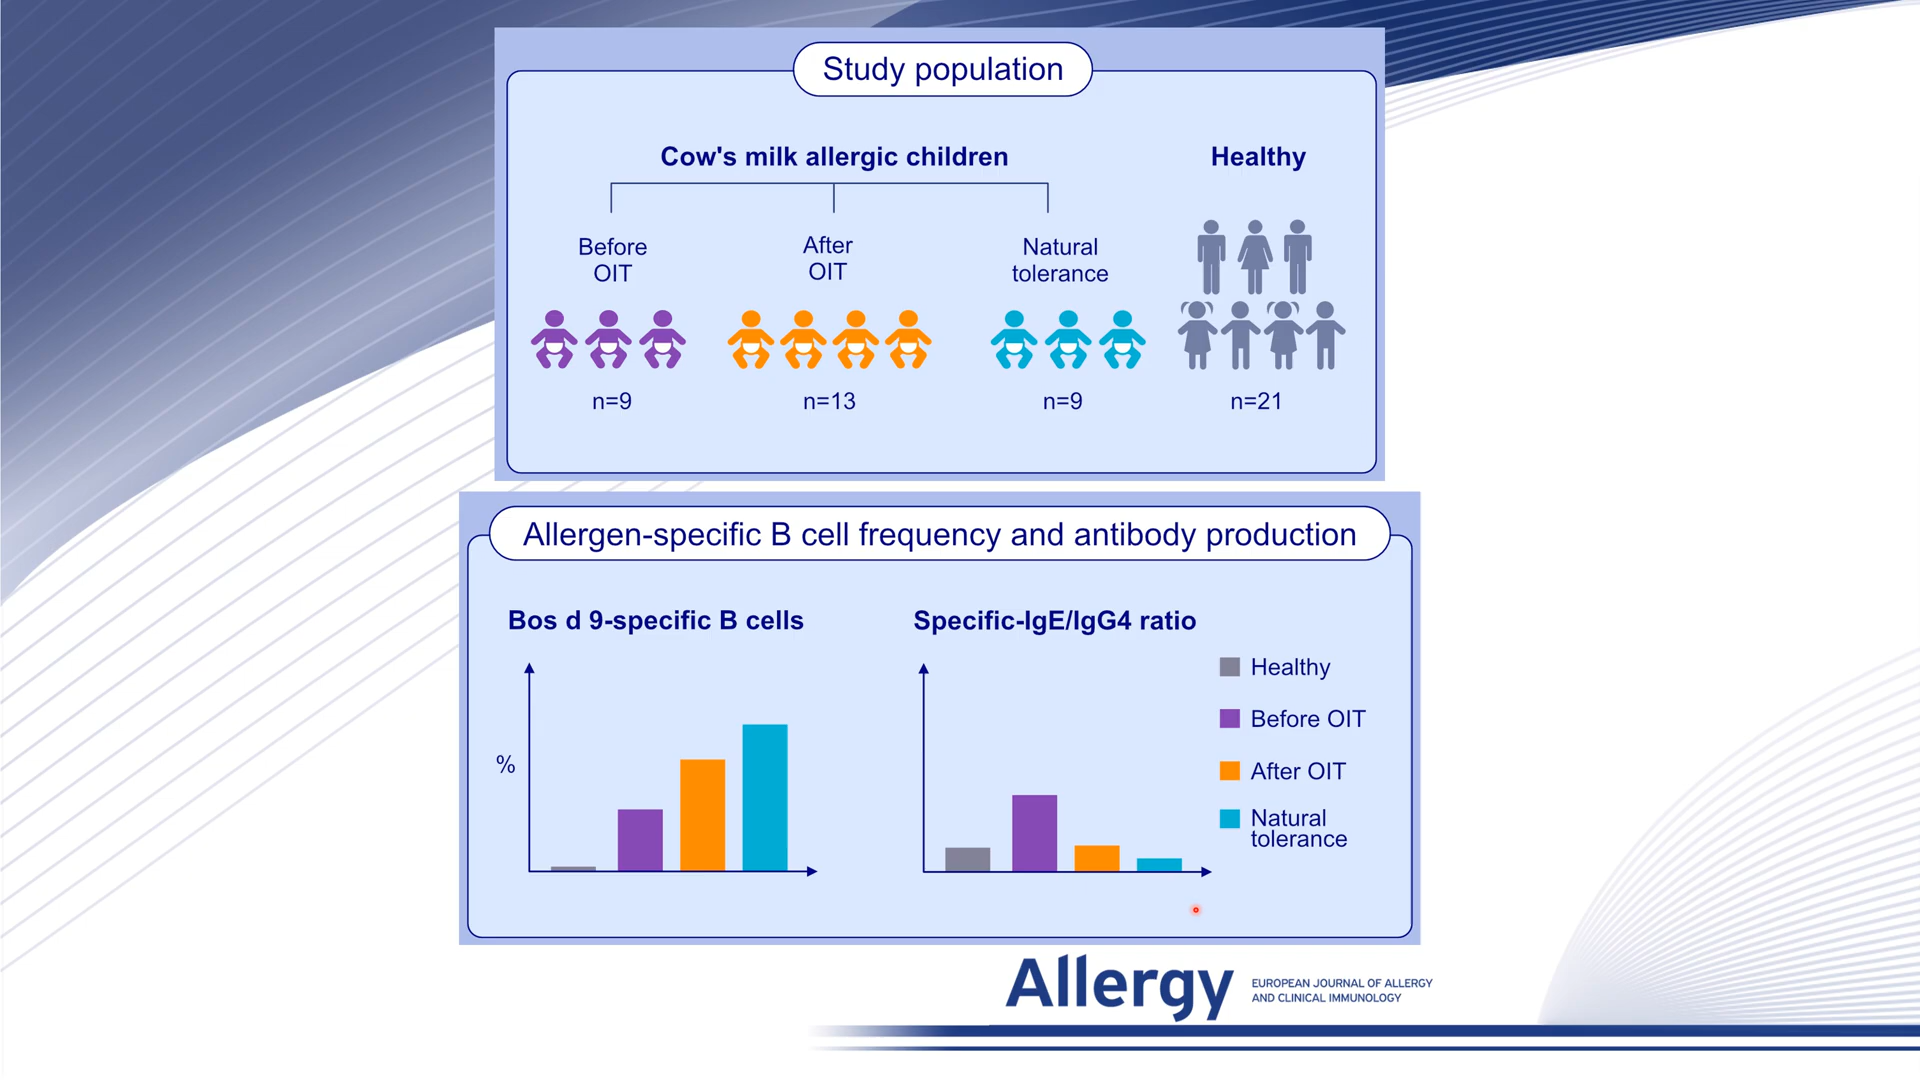 Study population
Cow's milk allergic children
Healthy
Before
OIT
After
OIT
Natural
tolerance
n=9
n=13
n=9
n=21
Allergen-specific B cell frequency and antibody production
Bos d 9-specific B cells
%
Specific-IgE/IgG4 ratio
Healthy
Before OIT
After OIT
Natural
tolerance
Allergy
EUROPEAN JOURNAL OF ALLERGY
AND CLINICAL IMMUNOLOGY